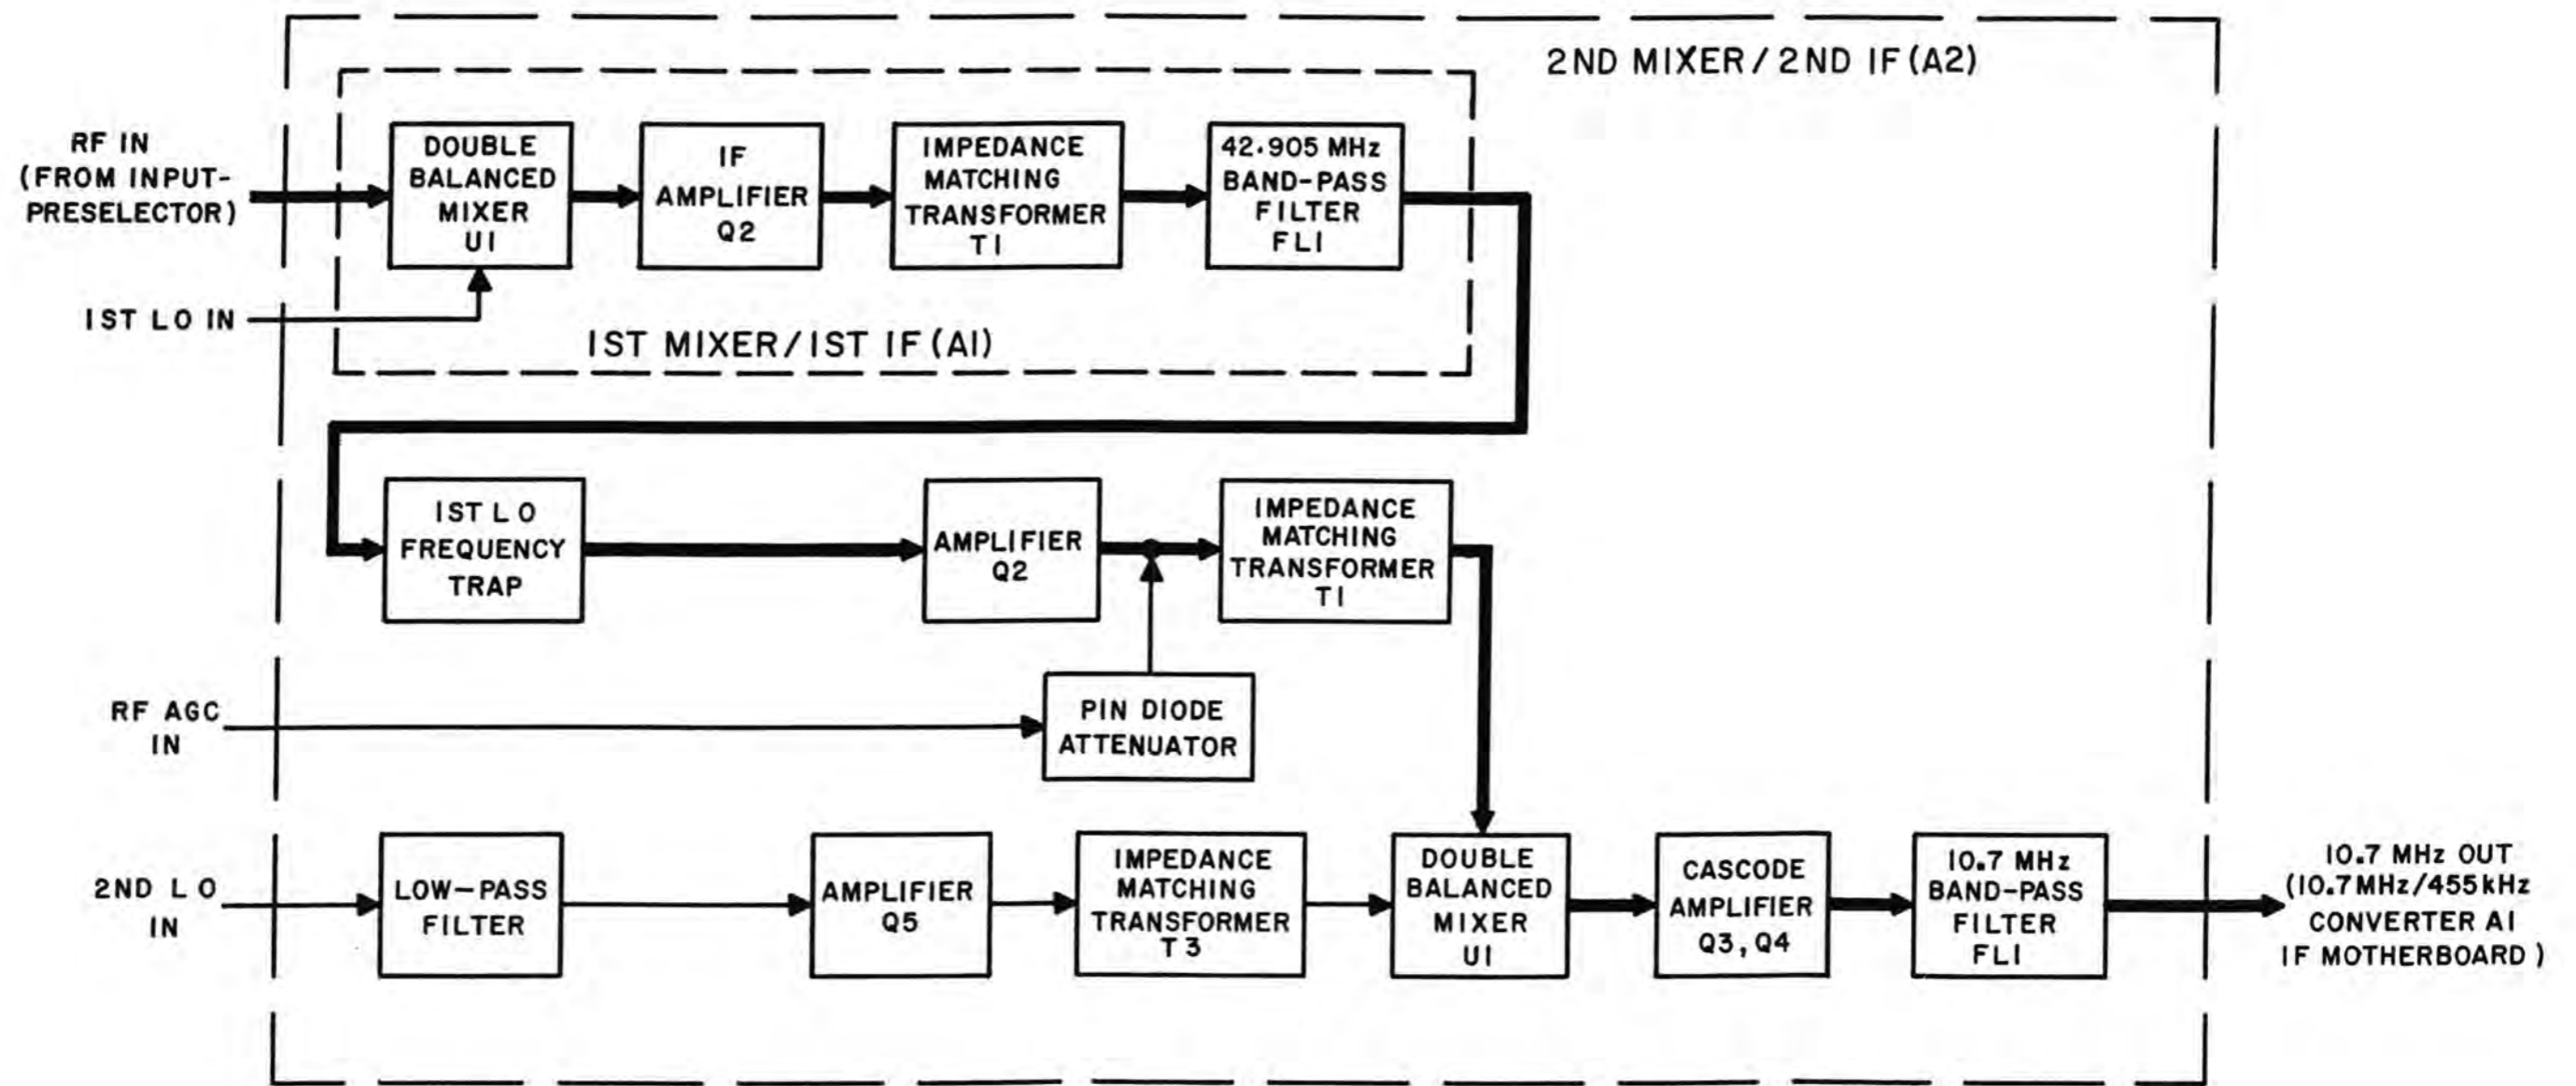 2ND MIXER/2ND IF (A2)
RF IN
(FROM INPUT-
PRESELECTOR)
DOUBLE
BALANCED
MIXER
U1
IF
AMPLIFIER
Q2
IMPEDANCE
MATCHING
TRANSFORMER
T1
42.905 MHz
BAND-PASS
FILTER
FL1
1ST LO IN
1ST MIXER/1ST IF (A1)
1ST LO
FREQUENCY
TRAP
AMPLIFIER
Q2
IMPEDANCE
MATCHING
TRANSFORMER
T1
RF AGC
IN
PIN DIODE
ATTENUATOR
2ND LO
IN
LOW-PASS
FILTER
AMPLIFIER
Q5
IMPEDANCE
MATCHING
TRANSFORMER
T3
DOUBLE
BALANCED
MIXER
U1
CASCODE
AMPLIFIER
Q3, Q4
10.7 MHz
BAND-PASS
FILTER
FL1
10.7 MHz OUT
(10.7MHz/455kHz
CONVERTER A1
IF MOTHERBOARD)